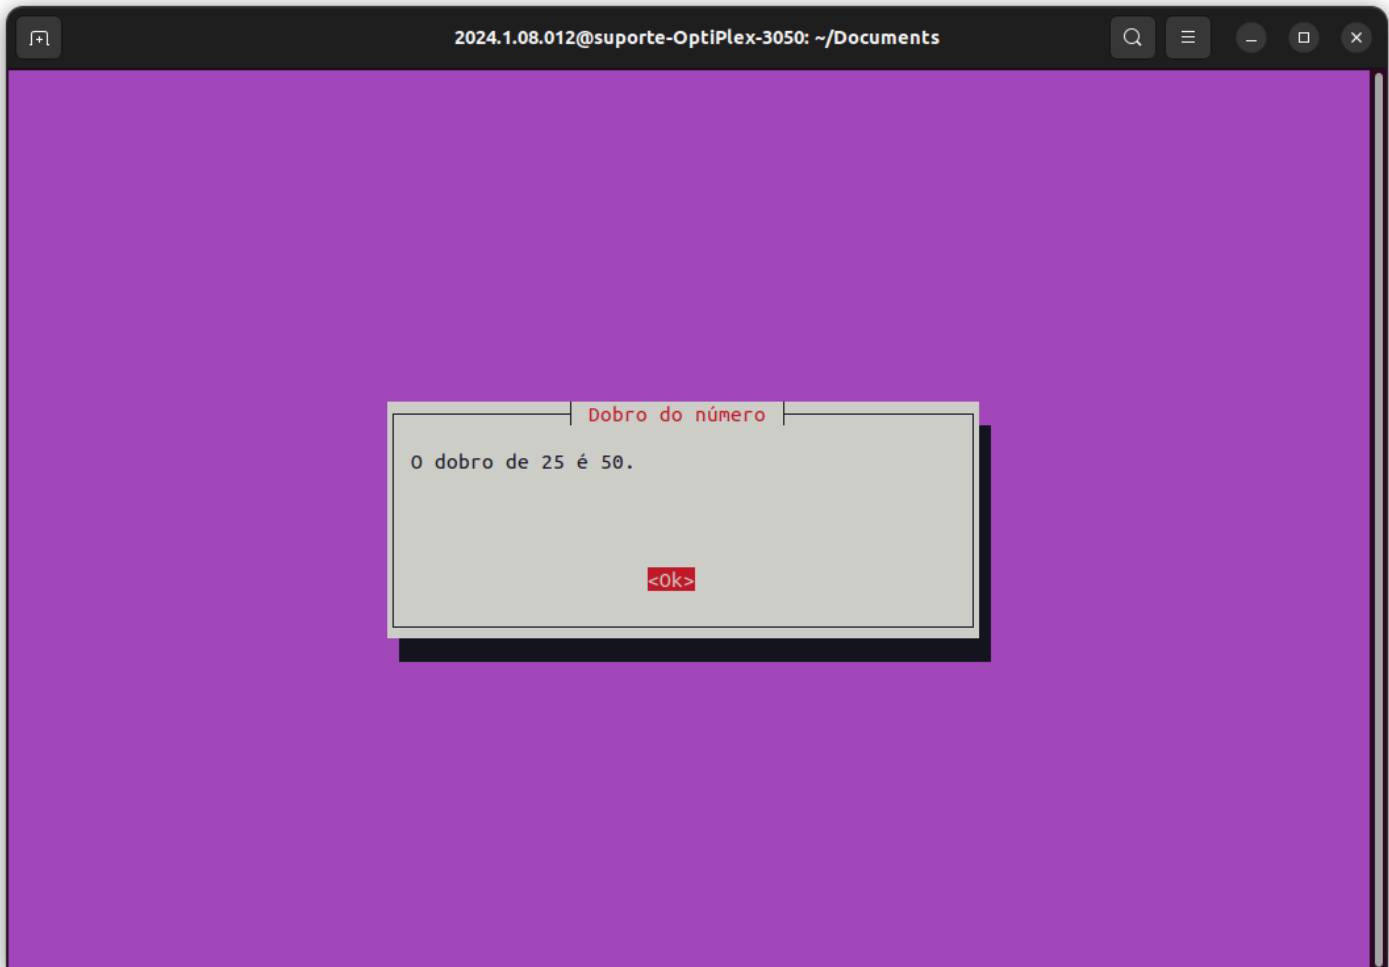 2024.1.08.012@suporte-OptiPlex-3050: ~/Documents
Dobro do número
O dobro de 25 é 50.
<Ok>